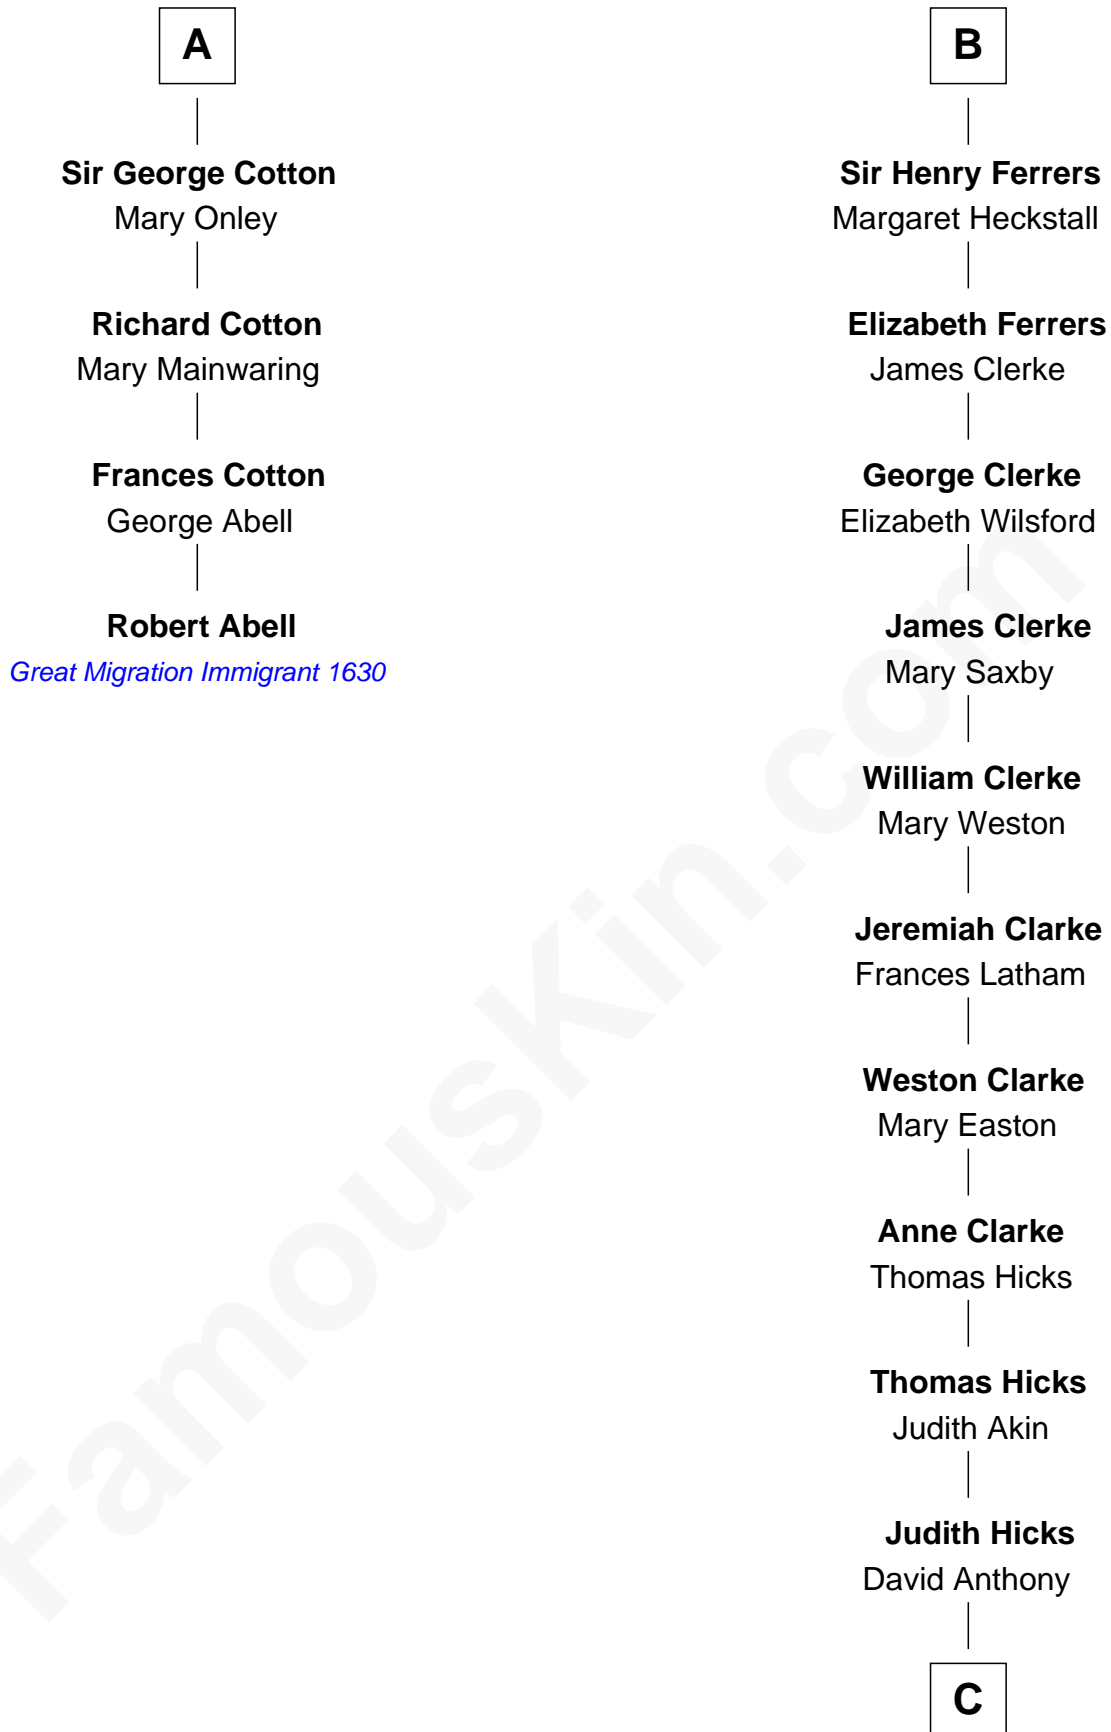 A
Sir George Cotton
Mary Onley
Richard Cotton
Mary Mainwaring
Frances Cotton
George Abell
Robert Abell
Great Migration Immigrant 1630
B
Sir Henry Ferrers
Margaret Heckstall
Elizabeth Ferrers
James Clerke
George Clerke
Elizabeth Wilsford
James Clerke
Mary Saxby
William Clerke
Mary Weston
Jeremiah Clarke
Frances Latham
Weston Clarke
Mary Easton
Anne Clarke
Thomas Hicks
Thomas Hicks
Judith Akin
Judith Hicks
David Anthony
C
FamousKin.com